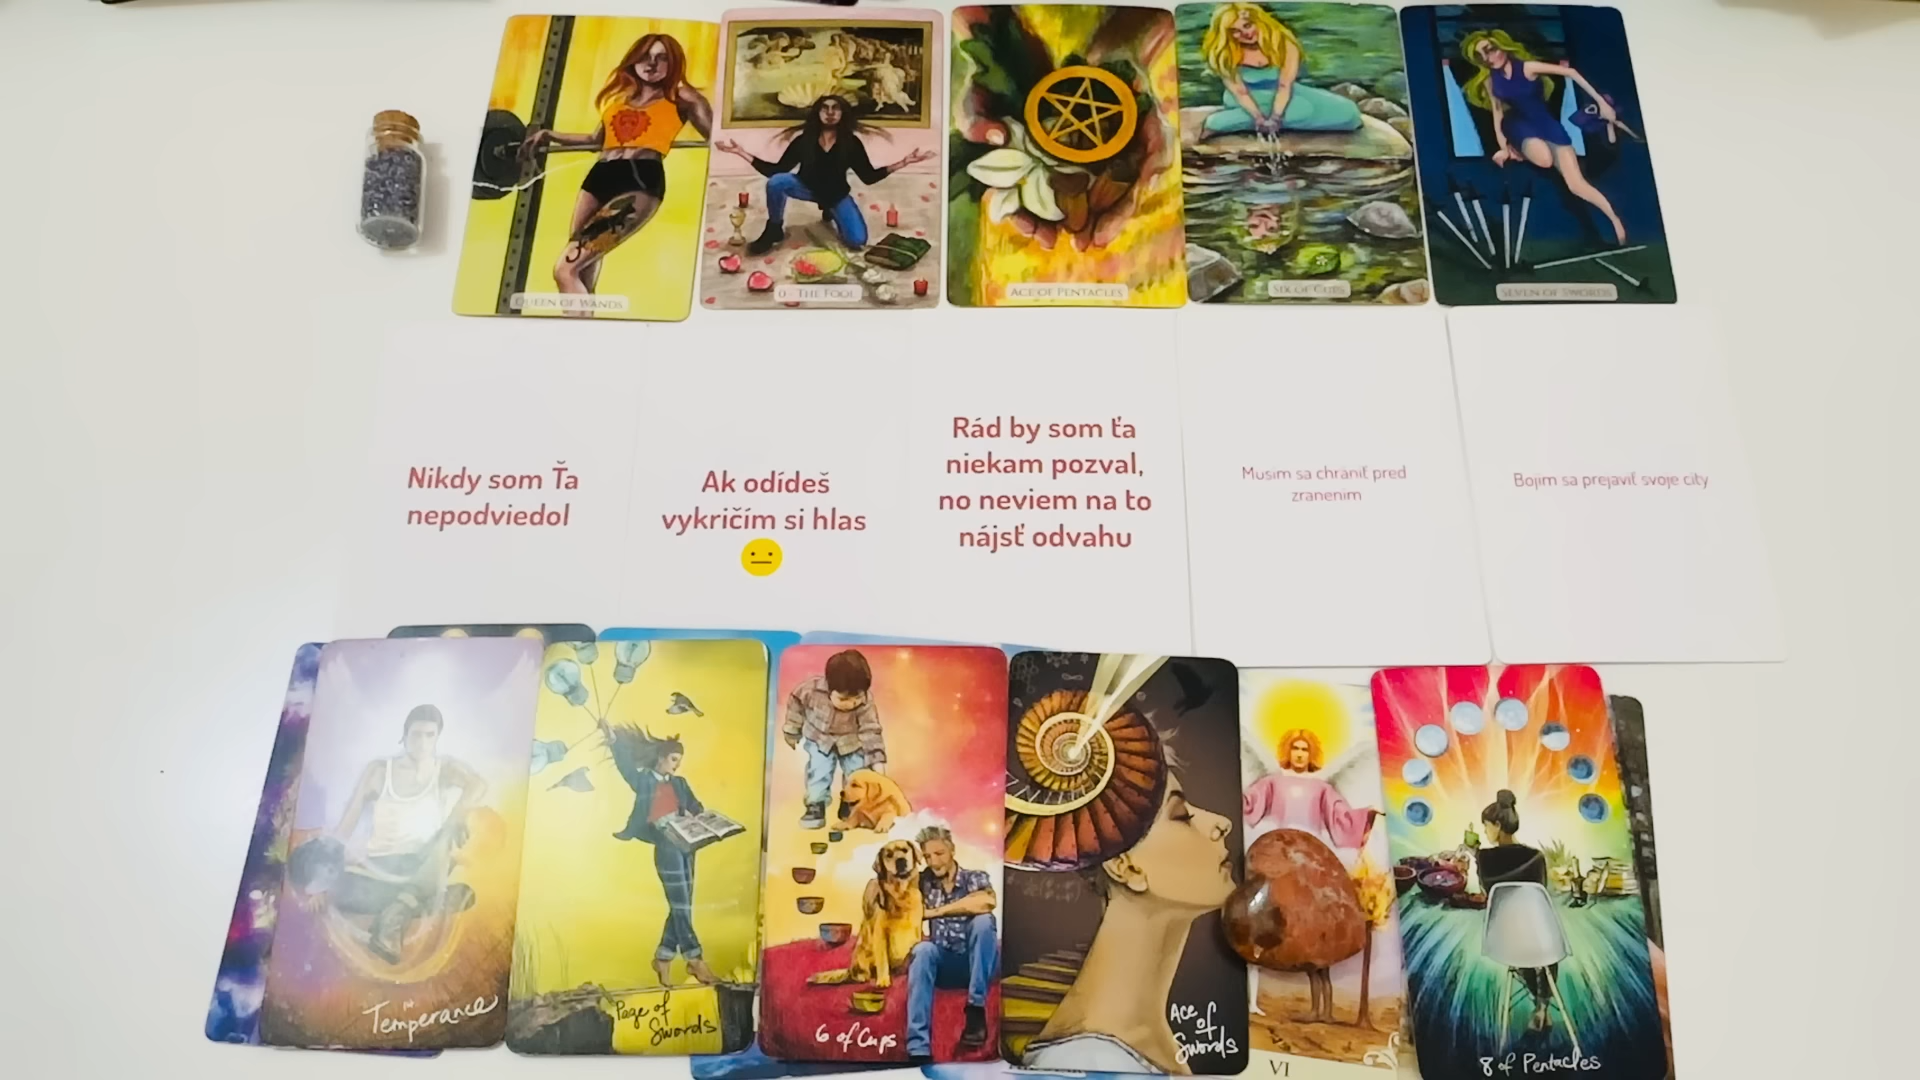 QUEEN OF WANDS
0 - THE FOOL
ACE OF PENTACLES
SIX OF CUPS
SEVEN OF SWORDS
Nikdy som Ťa
nepodviedol
Ak odídeš
vykričím si hlas
Rád by som ťa
niekam pozval,
no neviem na to
nájsť odvahu
Musím sa chrániť pred
zranením
Bojím sa prejaviť svoje city
Temperance
Page of
Swords
6 of Cups
Ace
of
Swords
VI
8 of Pentacles